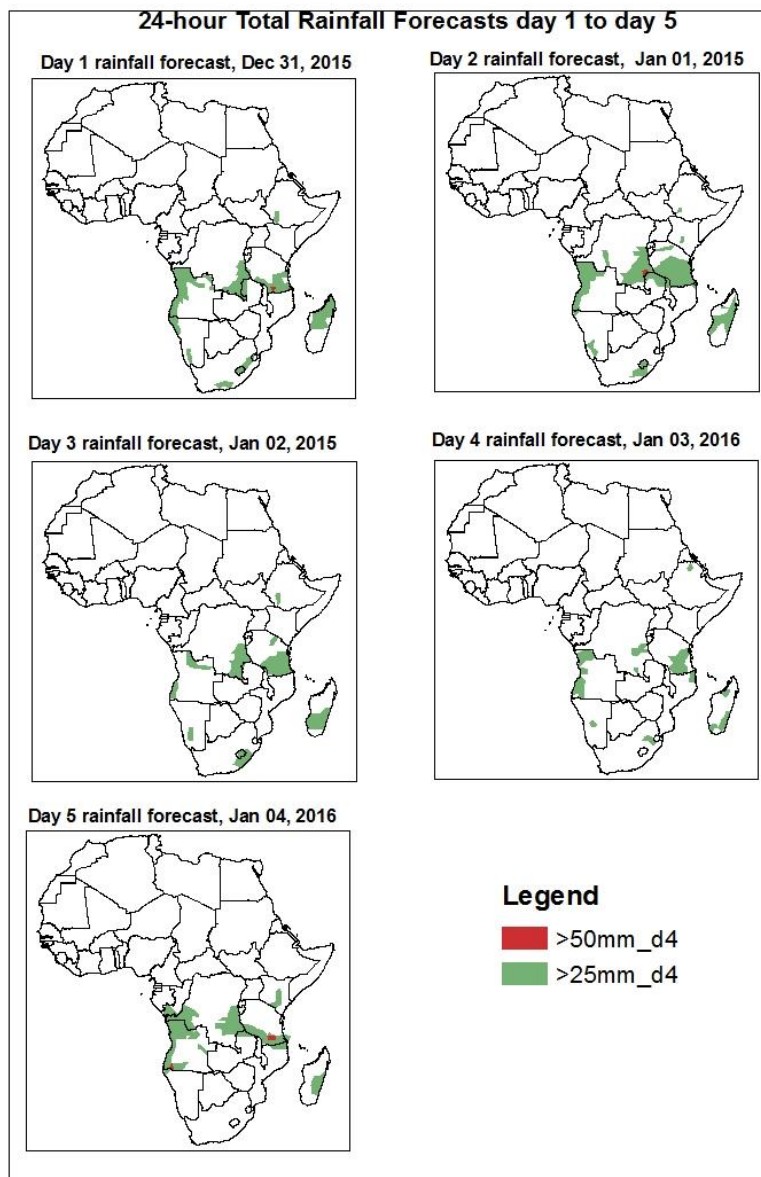 24-hour Total Rainfall Forecasts day 1 to day 5
Day 1 rainfall forecast, Dec 31, 2015
Day 2 rainfall forecast, Jan 01, 2015
Day 3 rainfall forecast, Jan 02, 2015
Day 4 rainfall forecast, Jan 03, 2016
Day 5 rainfall forecast, Jan 04, 2016
Legend
>50mm_d4
>25mm_d4